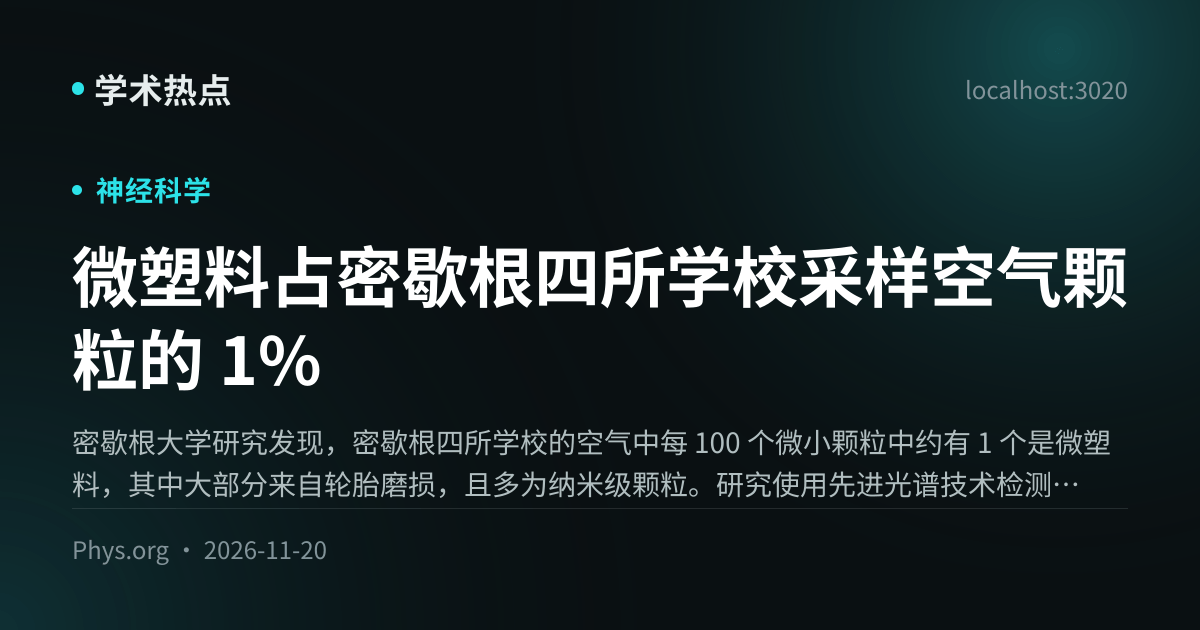 学术热点
localhost:3020
神经科学
微塑料占密歇根四所学校采样空气颗
粒的 1%
密歇根大学研究发现，密歇根四所学校的空气中每 100 个微小颗粒中约有 1 个是微塑
料，其中大部分来自轮胎磨损，且多为纳米级颗粒。研究使用先进光谱技术检测…
Phys.org • 2026-11-20